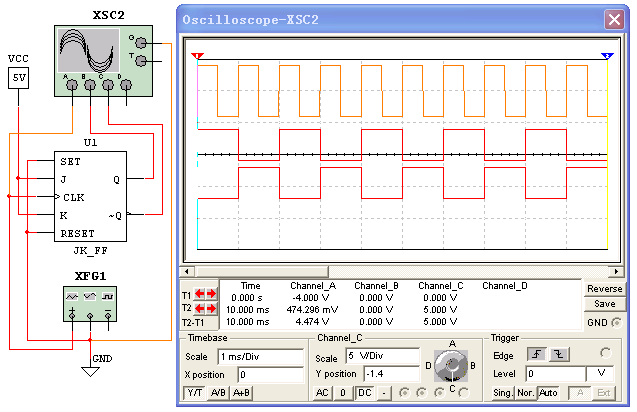 XSC2
G
T
A B C D
VCC
5V
U1
SET
J Q
CLK
K ~Q
RESET
JK_FF
XFG1
GND
Oscilloscope-XSC2
Time Channel_A Channel_B Channel_C Channel_D
T1 0.000 s -4.000 V 0.000 V 0.000 V
T2 10.000 ms 474.296 mV 0.000 V 5.000 V
T2-T1 10.000 ms 4.474 V 0.000 V 5.000 V
Reverse
Save
GND
Timebase
Scale 1 ms/Div
X position 0
Y/T A/B A+B
Channel_C
Scale 5 V/Div
Y position -1.4
AC 0 DC -
A
D B
C
Trigger
Edge
Level 0 V
Sing. Nor. Auto A Ext